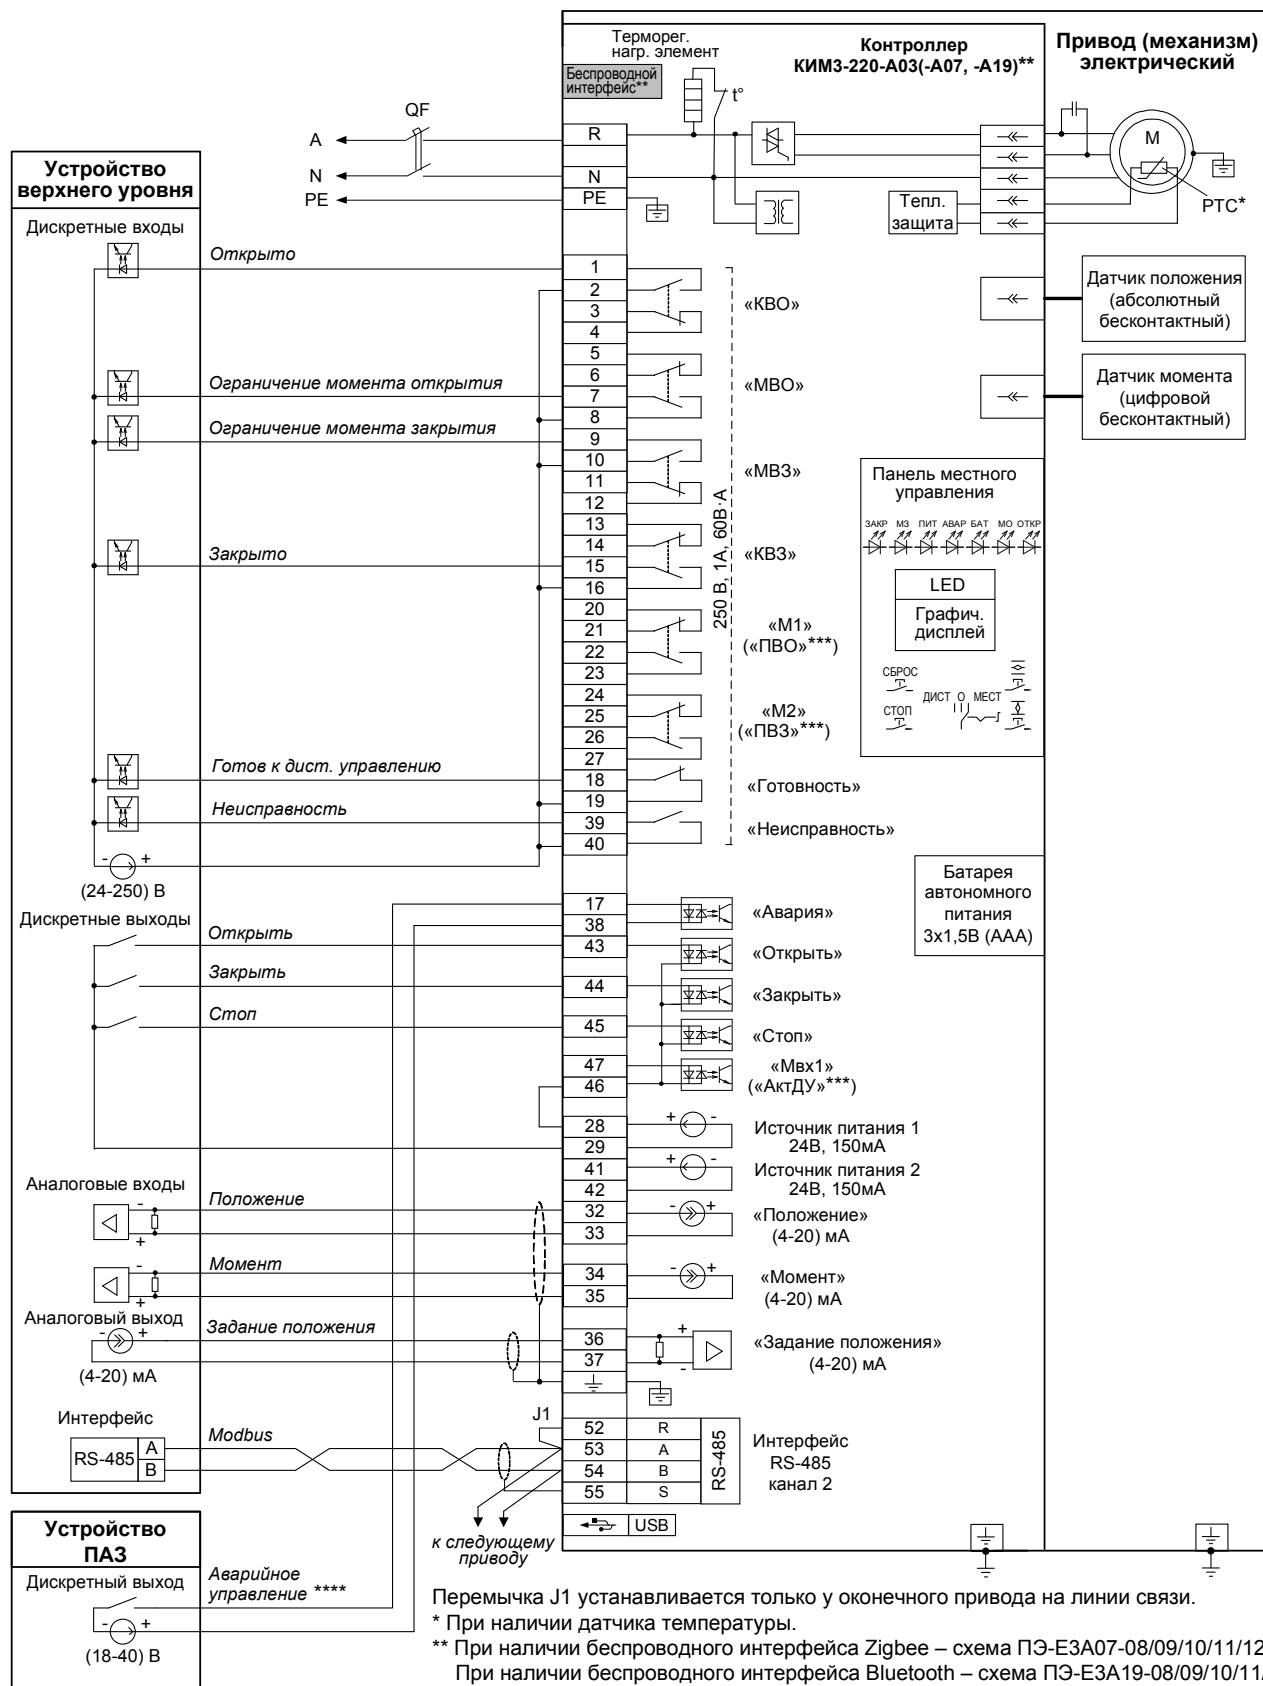 Терморег.
нагр. элемент
Беспроводной
интерфейс**
Контроллер
КИМ3-220-А03(-А07, -А19)**
Привод (механизм)
электрический
t°
QF
A
N
PE
R
N
PE
Тепл.
защита
M
PTC*
Устройство
верхнего уровня
Дискретные входы
Открыто
Ограничение момента открытия
Ограничение момента закрытия
Закрыто
Готов к дист. управлению
Неисправность
- +
(24-250) В
1
2
3
4
5
6
7
8
9
10
11
12
13
14
15
16
20
21
22
23
24
25
26
27
18
19
39
40
«КВО»
«МВО»
«МВЗ»
«КВЗ»
«М1»
(«ПВО»***)
«М2»
(«ПВЗ»***)
«Готовность»
«Неисправность»
250 В, 1А, 60В·А
Датчик положения
(абсолютный
бесконтактный)
Датчик момента
(цифровой
бесконтактный)
Панель местного
управления
ЗАКР МЗ ПИТ АВАР БАТ МО ОТКР
LED
Графич.
дисплей
СБРОС
СТОП
ДИСТ О МЕСТ
Батарея
автономного
питания
3x1,5В (ААА)
Дискретные выходы
Открыть
Закрыть
Стоп
17
38
43
44
45
47
46
28
29
41
42
32
33
34
35
36
37
«Авария»
«Открыть»
«Закрыть»
«Стоп»
«Мвх1»
(«АктДУ»***)
+ -
Источник питания 1
24В, 150мА
+ -
Источник питания 2
24В, 150мА
- +
«Положение»
(4-20) мА
- +
«Момент»
(4-20) мА
+
-
«Задание положения»
(4-20) мА
Аналоговые входы
Положение
-
+
Момент
-
+
Аналоговый выход
Задание положения
- +
(4-20) мА
Интерфейс
RS-485
A
B
Modbus
J1
52 R
53 A
54 B
55 S
RS-485
Интерфейс
RS-485
канал 2
USB
к следующему
приводу
Устройство
ПАЗ
Дискретный выход
Аварийное
управление ****
- +
(18-40) В
Перемычка J1 устанавливается только у оконечного привода на линии связи.
* При наличии датчика температуры.
** При наличии беспроводного интерфейса Zigbee – схема ПЭ-Е3А07-08/09/10/11/12
При наличии беспроводного интерфейса Bluetooth – схема ПЭ-Е3А19-08/09/10/11/